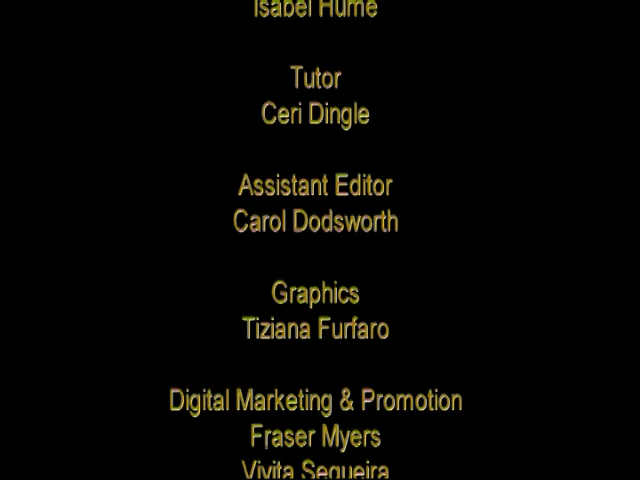 Isabel Hume
Tutor
Ceri Dingle
Assistant Editor
Carol Dodsworth
Graphics
Tiziana Furfaro
Digital Marketing & Promotion
Fraser Myers
Vivita Sequeira